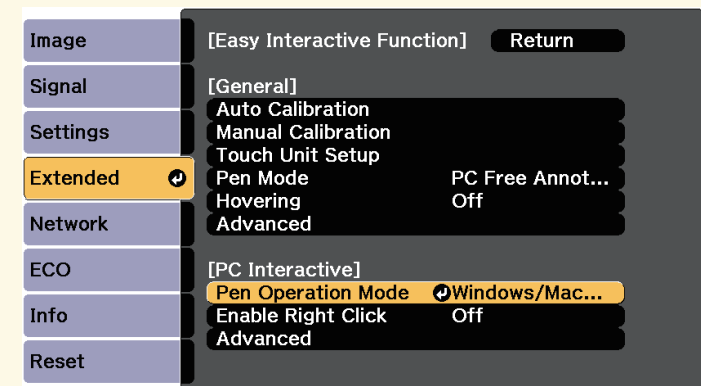 Image
Signal
Settings
Extended
Network
ECO
Info
Reset
[Easy Interactive Function] Return
[General]
Auto Calibration
Manual Calibration
Touch Unit Setup
Pen Mode PC Free Annot...
Hovering Off
Advanced
[PC Interactive]
Pen Operation Mode Windows/Mac...
Enable Right Click Off
Advanced